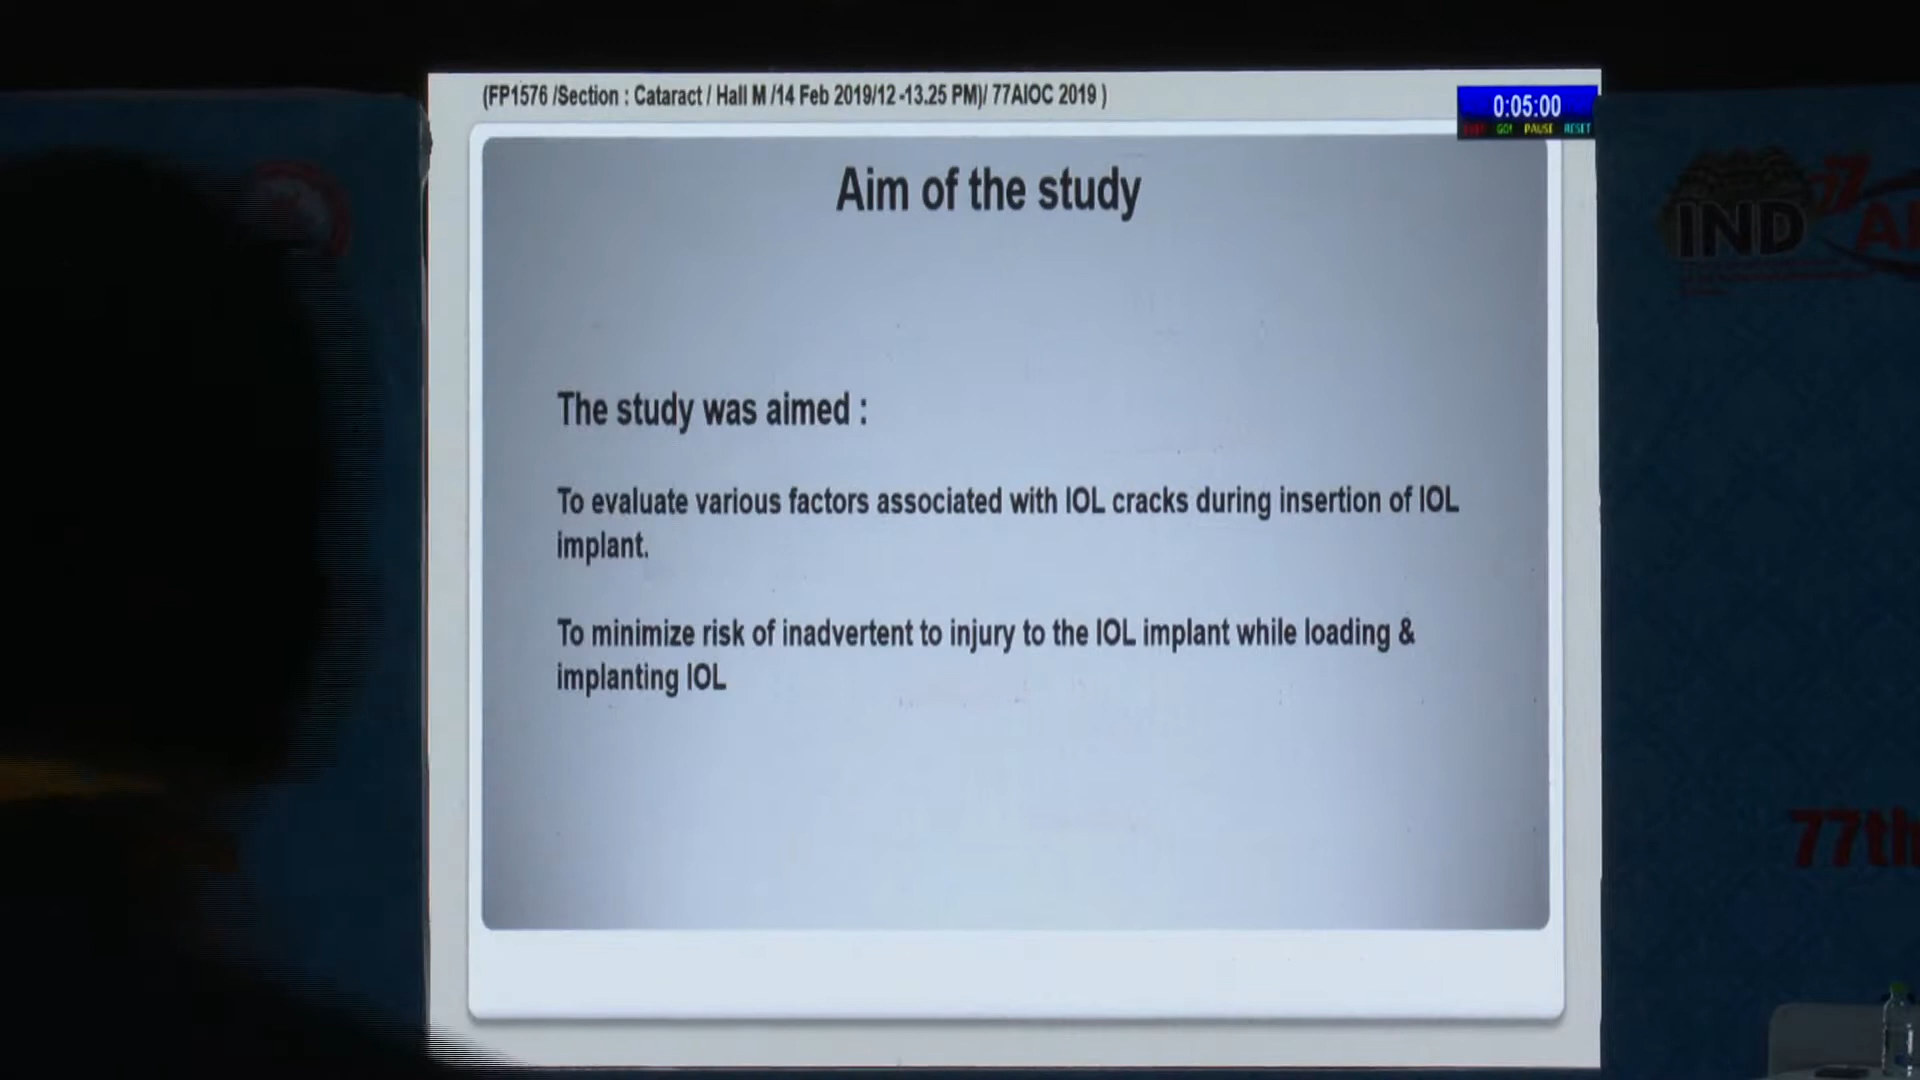 (FP1576 /Section : Cataract / Hall M /14 Feb 2019/12 -13.25 PM)/ 77AIOC 2019 )
0:05:00
GO! PAUSE RESET
Aim of the study
The study was aimed :
To evaluate various factors associated with IOL cracks during insertion of IOL
implant.
To minimize risk of inadvertent to injury to the IOL implant while loading &
implanting IOL
77
IND
77th